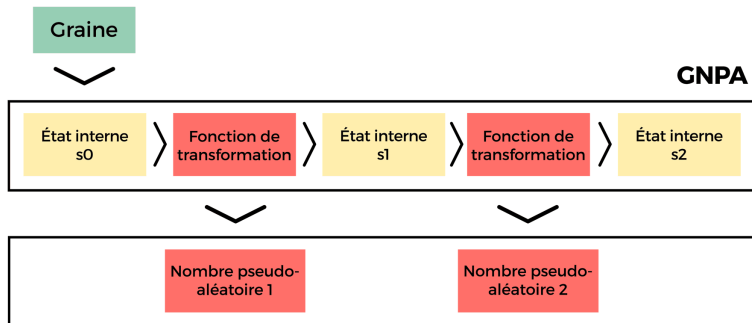 Graine
GNPA
État interne
s0
Fonction de
transformation
État interne
s1
Fonction de
transformation
État interne
s2
Nombre pseudo-
aléatoire 1
Nombre pseudo-
aléatoire 2